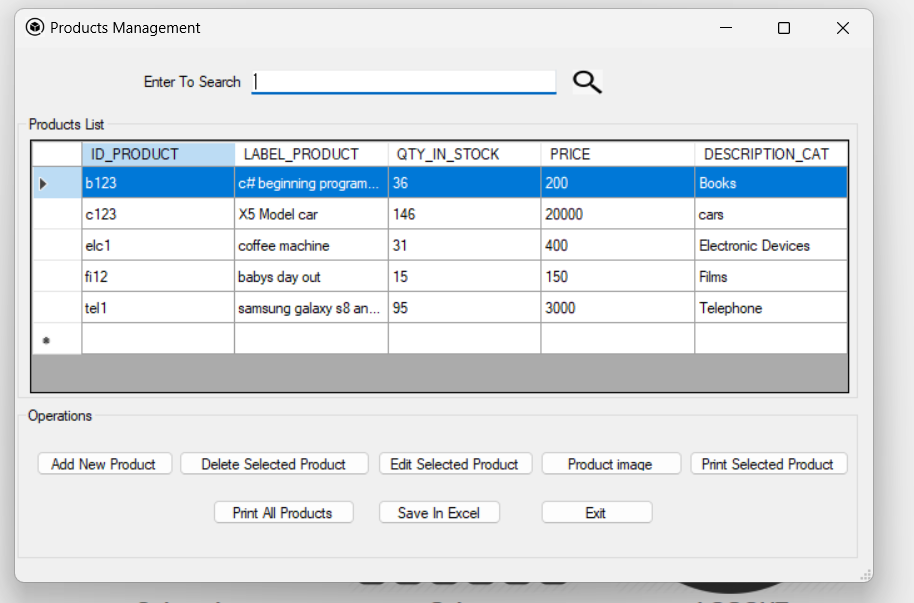 Products Management
Enter To Search
Products List
ID_PRODUCT LABEL_PRODUCT QTY_IN_STOCK PRICE DESCRIPTION_CAT
b123 c# beginning program... 36 200 Books
c123 X5 Model car 146 20000 cars
elc1 coffee machine 31 400 Electronic Devices
fi12 babys day out 15 150 Films
tel1 samsung galaxy s8 an... 95 3000 Telephone
*
Operations
Add New Product Delete Selected Product Edit Selected Product Product image Print Selected Product
Print All Products Save In Excel Exit